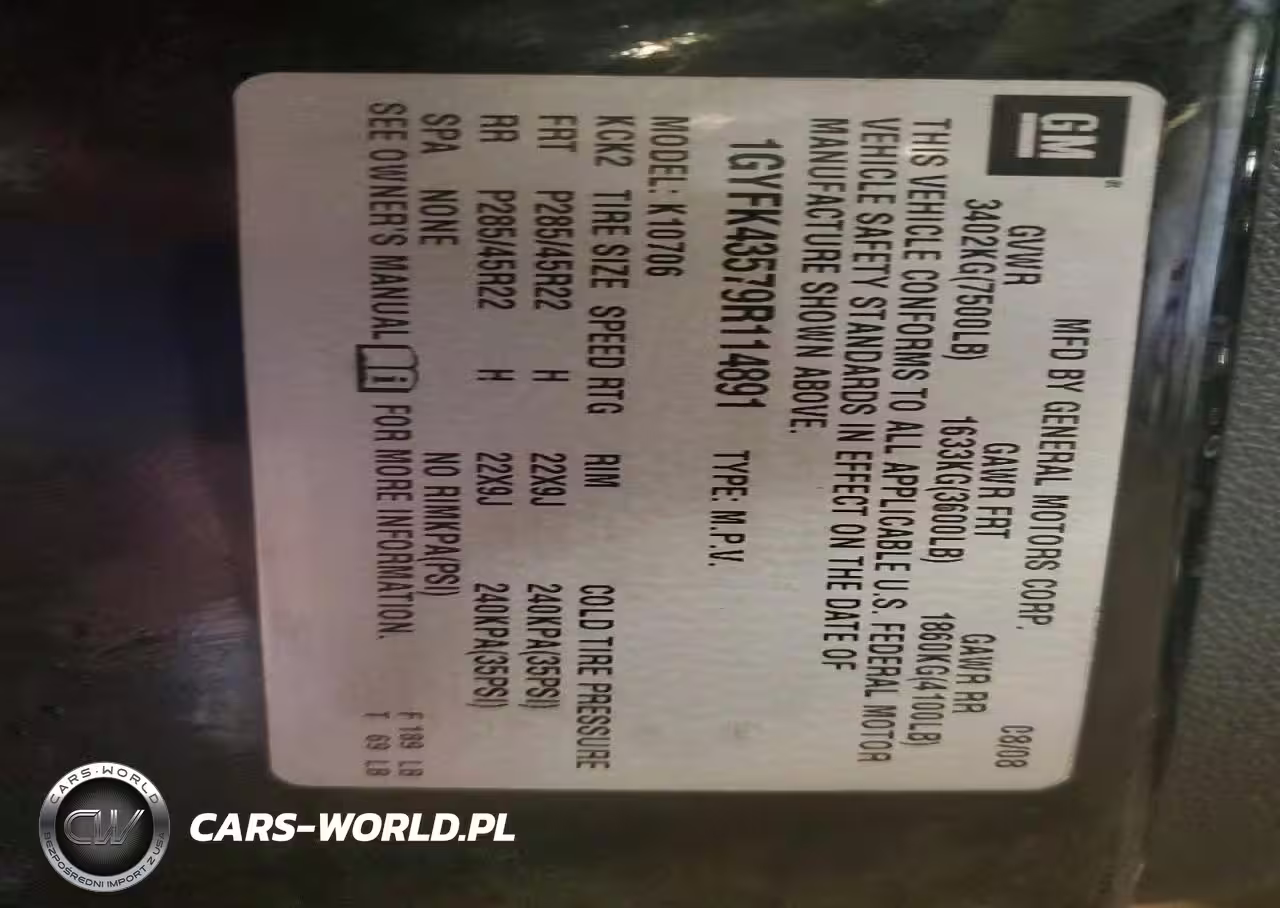 GM
MFD BY GENERAL MOTORS CORP.
08/08
GVWR GAWR FRT GAWR RR
3402KG(7500LB) 1633KG(3600LB) 1860KG(4100LB)
THIS VEHICLE CONFORMS TO ALL APPLICABLE U.S. FEDERAL MOTOR
VEHICLE SAFETY STANDARDS IN EFFECT ON THE DATE OF
MANUFACTURE SHOWN ABOVE.
1GYFK43579R114891 TYPE: M.P.V.
MODEL: K10706
KCK2 TIRE SIZE SPEED RTG RIM COLD TIRE PRESSURE
FRT P285/45R22 H 22X9J 240KPA(35PSI)
RR P285/45R22 H 22X9J 240KPA(35PSI)
SPA NONE NO RMKPA(PSI)
SEE OWNER'S MANUAL FOR MORE INFORMATION.
F 189 LB
T 69 LB
CARS-WORLD
CW
BEZPOŚREDNI IMPORT Z USA
CARS-WORLD.PL